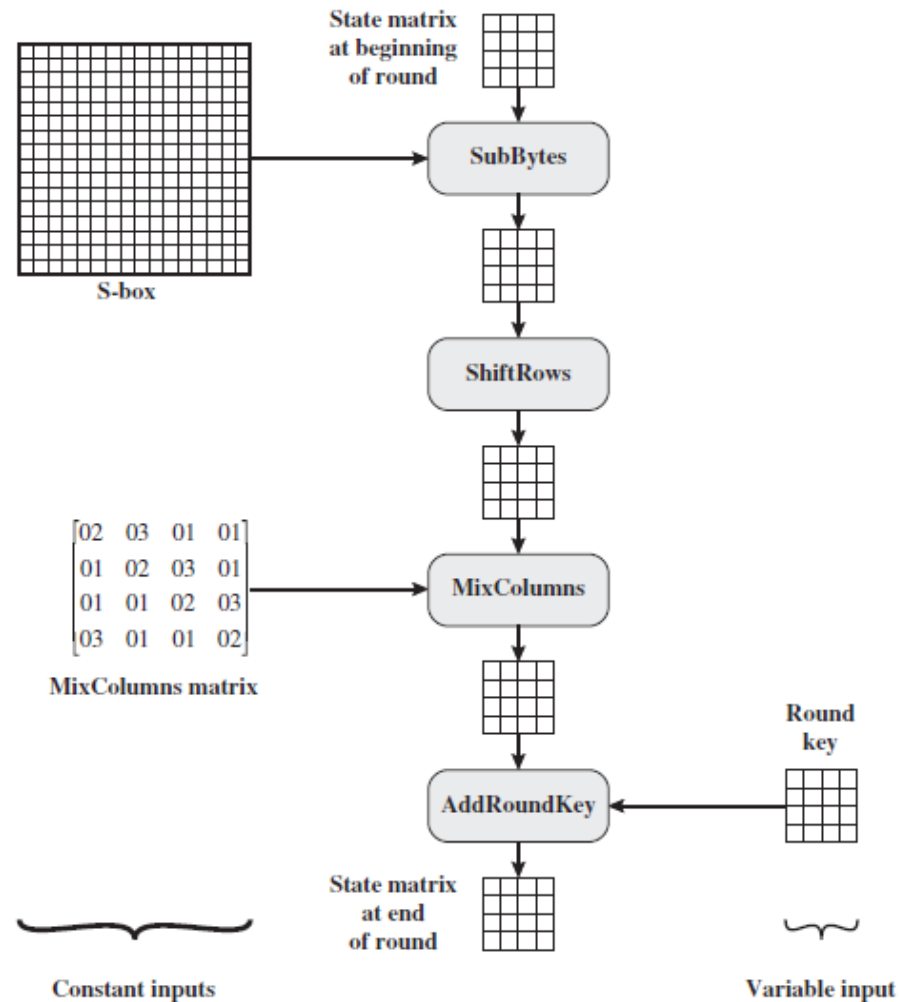 State matrix
at beginning
of round
SubBytes
S-box
ShiftRows
02 03 01 01
01 02 03 01
01 01 02 03
03 01 01 02
MixColumns
MixColumns matrix
Round
key
AddRoundKey
State matrix
at end
of round
Constant inputs
Variable input